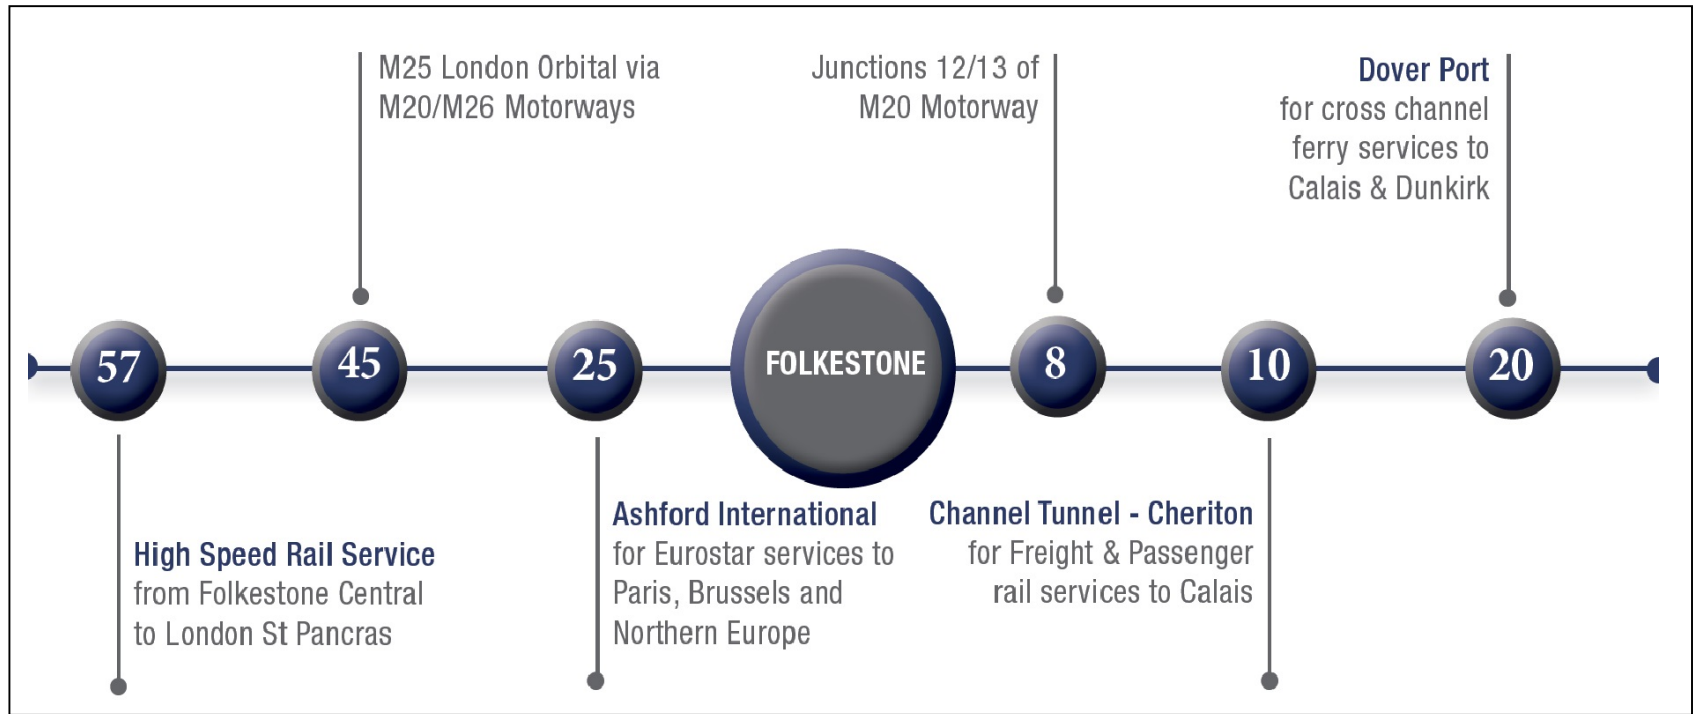 M25 London Orbital via
M20/M26 Motorways
Junctions 12/13 of
M20 Motorway
Dover Port
for cross channel
ferry services to
Calais & Dunkirk
57
45
25
FOLKESTONE
8
10
20
High Speed Rail Service
from Folkestone Central
to London St Pancras
Ashford International
for Eurostar services to
Paris, Brussels and
Northern Europe
Channel Tunnel - Cheriton
for Freight & Passenger
rail services to Calais